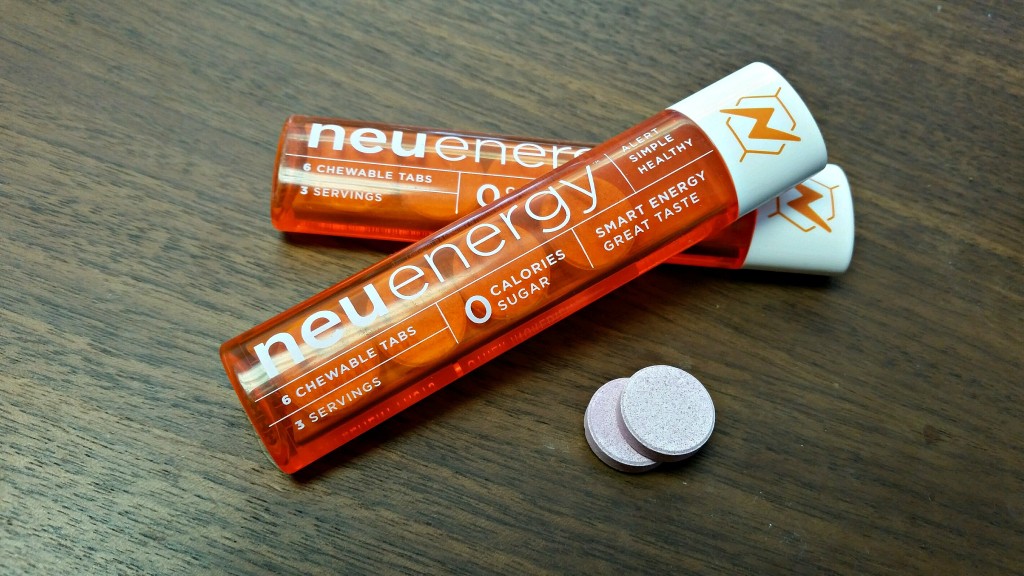 neuenergy
6 CHEWABLE TABS
3 SERVINGS
0 CALORIES
SUGAR
ALERT
SIMPLE
HEALTHY
SMART ENERGY
GREAT TASTE
neuenerg
6 CHEWABLE TABS
3 SERVINGS
0